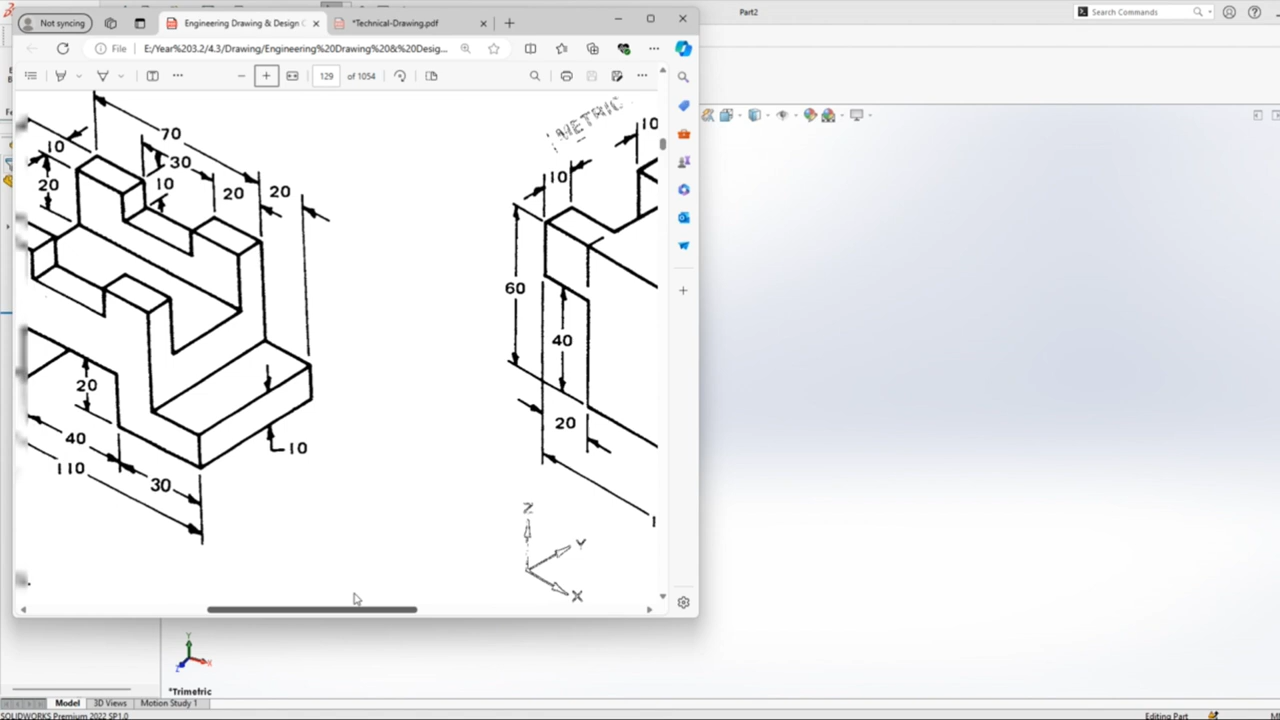 Part2
Search Commands
Not syncing
Engineering Drawing & Design C
*Technical-Drawing.pdf
File
E:/Year%203.2/4.3/Drawing/Engineering%20Drawing%20&%20Desig...
129
of 1054
70
10
30
20
10
20
20
20
40
110
30
10
METRIC
10
10
60
40
20
Z
Y
X
Y
X
Z
*Trimetric
Model
3D Views
Motion Study 1
SOLIDWORKS Premium 2022 SP1.0
Editing Part